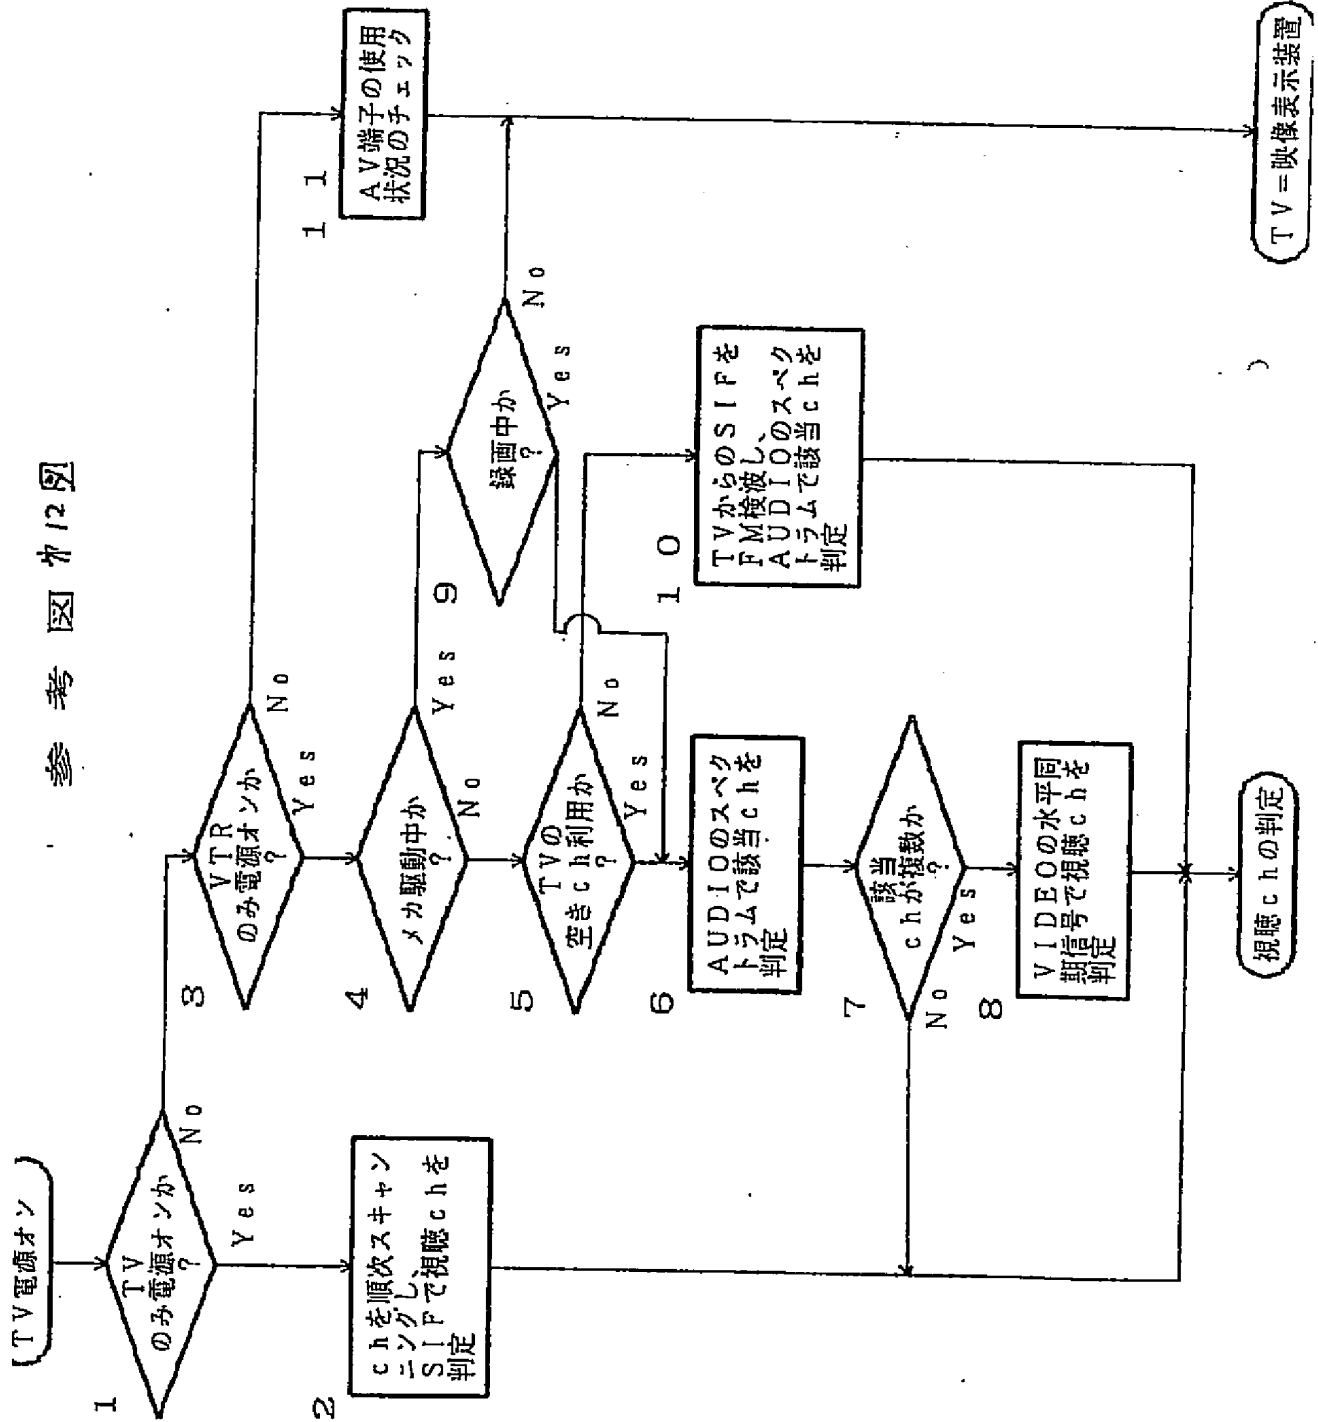 参考図 第12図
TV電源オン
1
TV
のみ電源オンか
?
Yes
No
2
chを順次スキャン
ニングし、
SIFで視聴chを
判定
3
VTR
のみ電源オンか
?
Yes
No
4
メカ駆動中か
?
Yes
No
5
TVの
空きch利用か
?
Yes
No
6
AUDIOのスペク
トラムで該当chを
判定
7
該当
chが複数か
?
Yes
No
8
VIDEOの水平同
期信号で視聴chを
判定
9
録画中か
?
Yes
No
10
TVからのSIFを
FM検波し、
AUDIOのスペク
トラムで該当chを
判定
11
AV端子の使用
状況のチェック
視聴chの判定
TV=映像表示装置